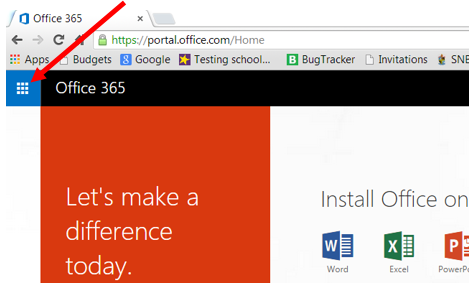 Office 365
https://portal.office.com/Home
Apps Budgets Google Testing school... BugTracker Invitations SNE
Office 365
Let's make a
difference
today.
Install Office on
Word Excel PowerPo